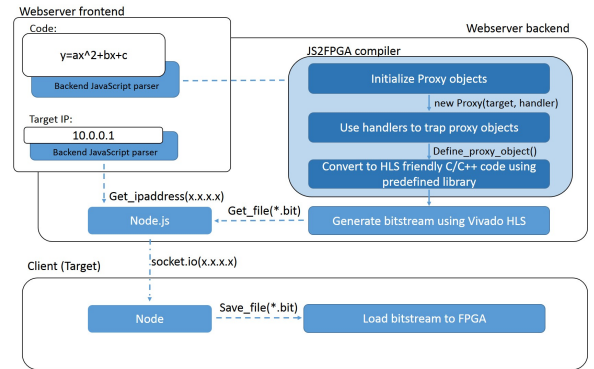 Webserver frontend
Webserver backend
Code:
y=ax^2+bx+c
Backend JavaScript parser
Target IP:
10.0.0.1
Backend JavaScript parser
JS2FPGA compiler
Initialize Proxy objects
new Proxy(target, handler)
Use handlers to trap proxy objects
Define_proxy_object()
Convert to HLS friendly C/C++ code using
predefined library
Get_ipaddress(x.x.x.x)
Node.js
Get_file(*.bit)
Generate bitstream using Vivado HLS
socket.io(x.x.x.x)
Client (Target)
Node
Save_file(*.bit)
Load bitstream to FPGA